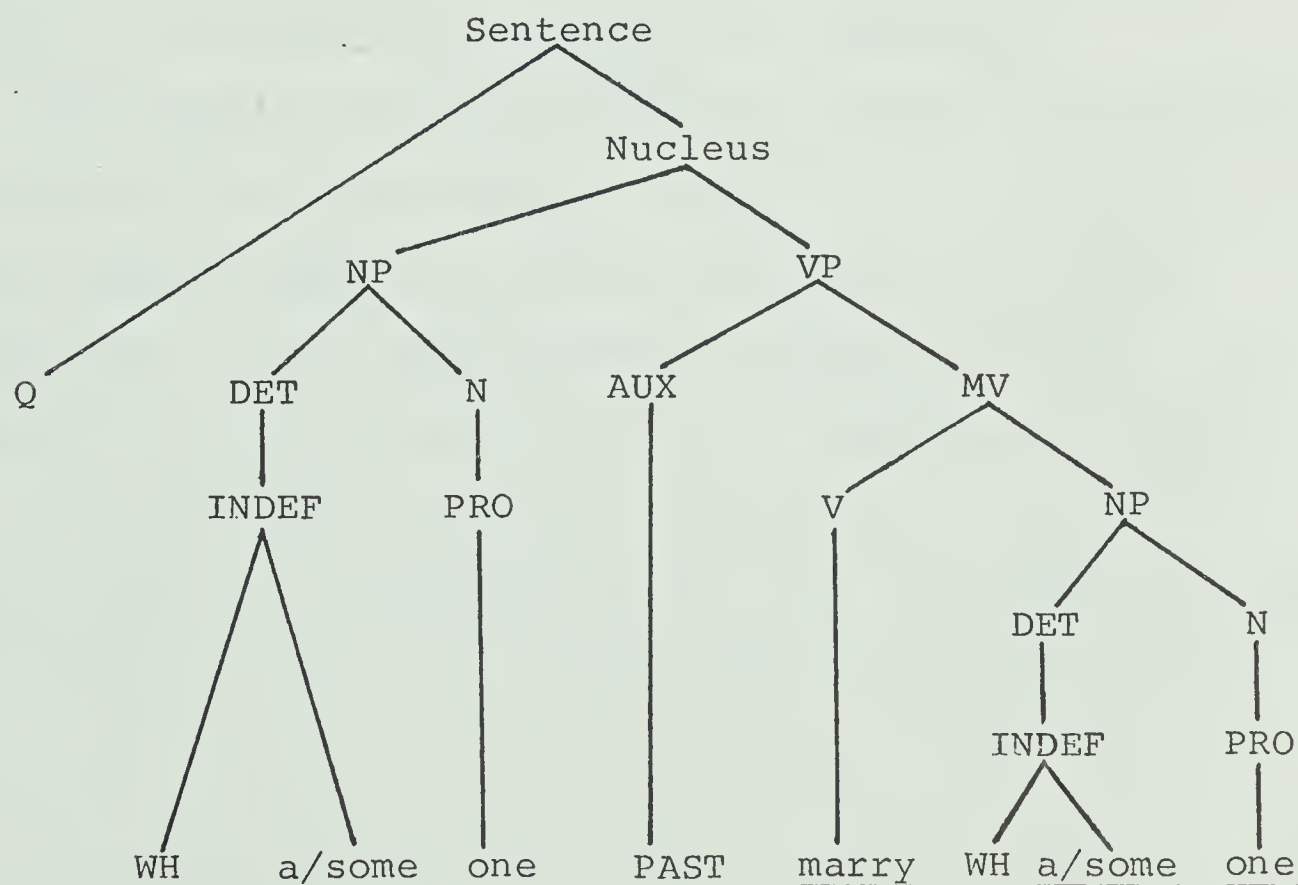 Sentence
Nucleus
NP VP
Q DET N AUX MV
INDEF PRO V NP
DET N
INDEF PRO
WH a/some one PAST marry WH a/some one